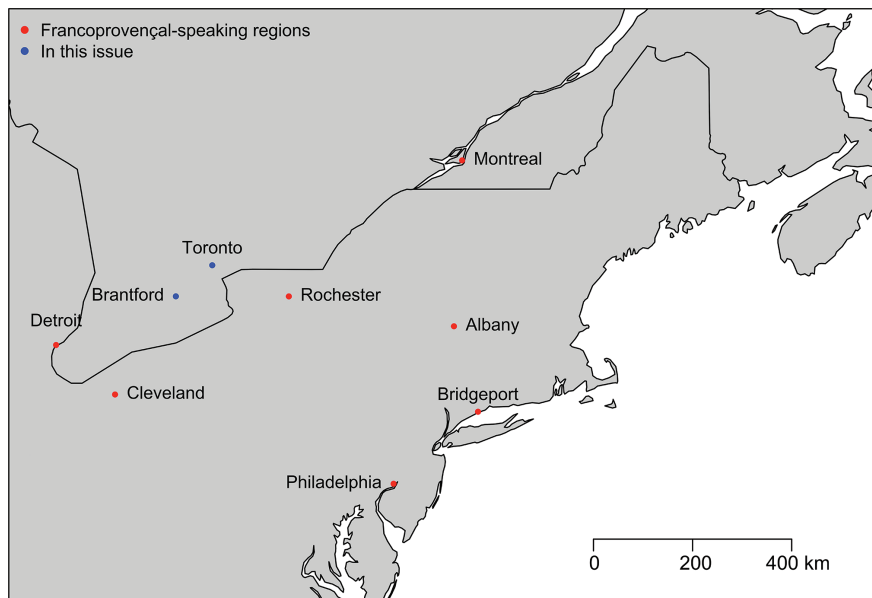 Francoprovençal-speaking regions
In this issue
Montreal
Toronto
Brantford
Rochester
Detroit
Albany
Cleveland
Bridgeport
Philadelphia
0 200 400 km